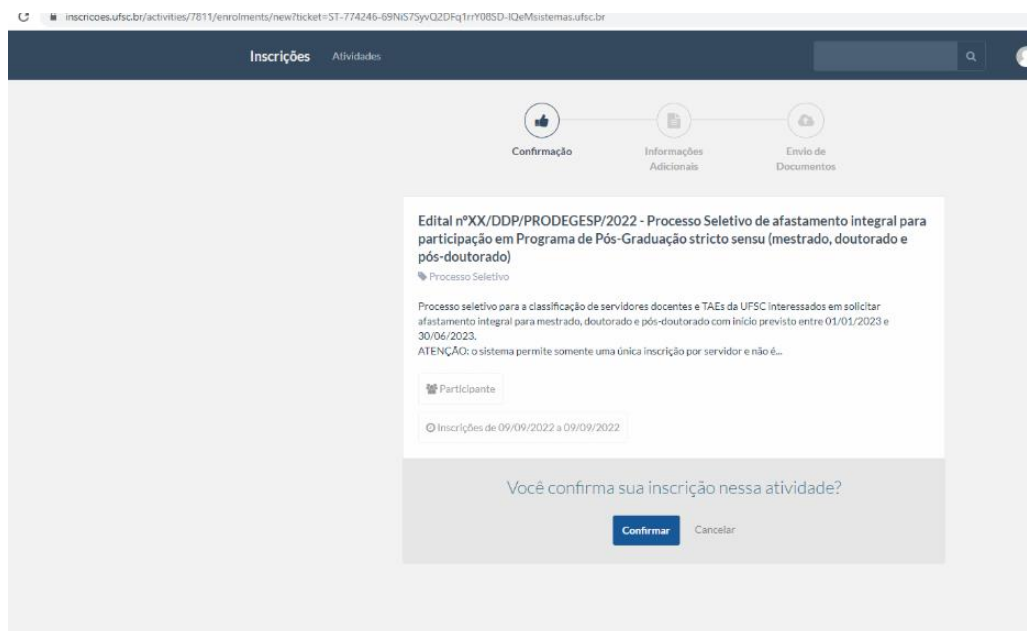 inscricoes.ufsc.br/activities/7811/enrolments/new?ticket=ST-774246-69NiS7SyvQ2DFq1rrY08SD-IQeMsistemas.ufsc.br
Inscrições Atividades
Confirmação
Informações
Adicionais
Envio de
Documentos
Edital nºXX/DDP/PRODEGESP/2022 - Processo Seletivo de afastamento integral para
participação em Programa de Pós-Graduação stricto sensu (mestrado, doutorado e
pós-doutorado)
Processo Seletivo
Processo seletivo para a classificação de servidores docentes e TAEs da UFSC interessados em solicitar
afastamento integral para mestrado, doutorado e pós-doutorado com início previsto entre 01/01/2023 e
30/06/2023.
ATENÇÃO: o sistema permite somente uma única inscrição por servidor e não é...
Participante
Inscrições de 09/09/2022 a 09/09/2022
Você confirma sua inscrição nessa atividade?
Confirmar Cancelar